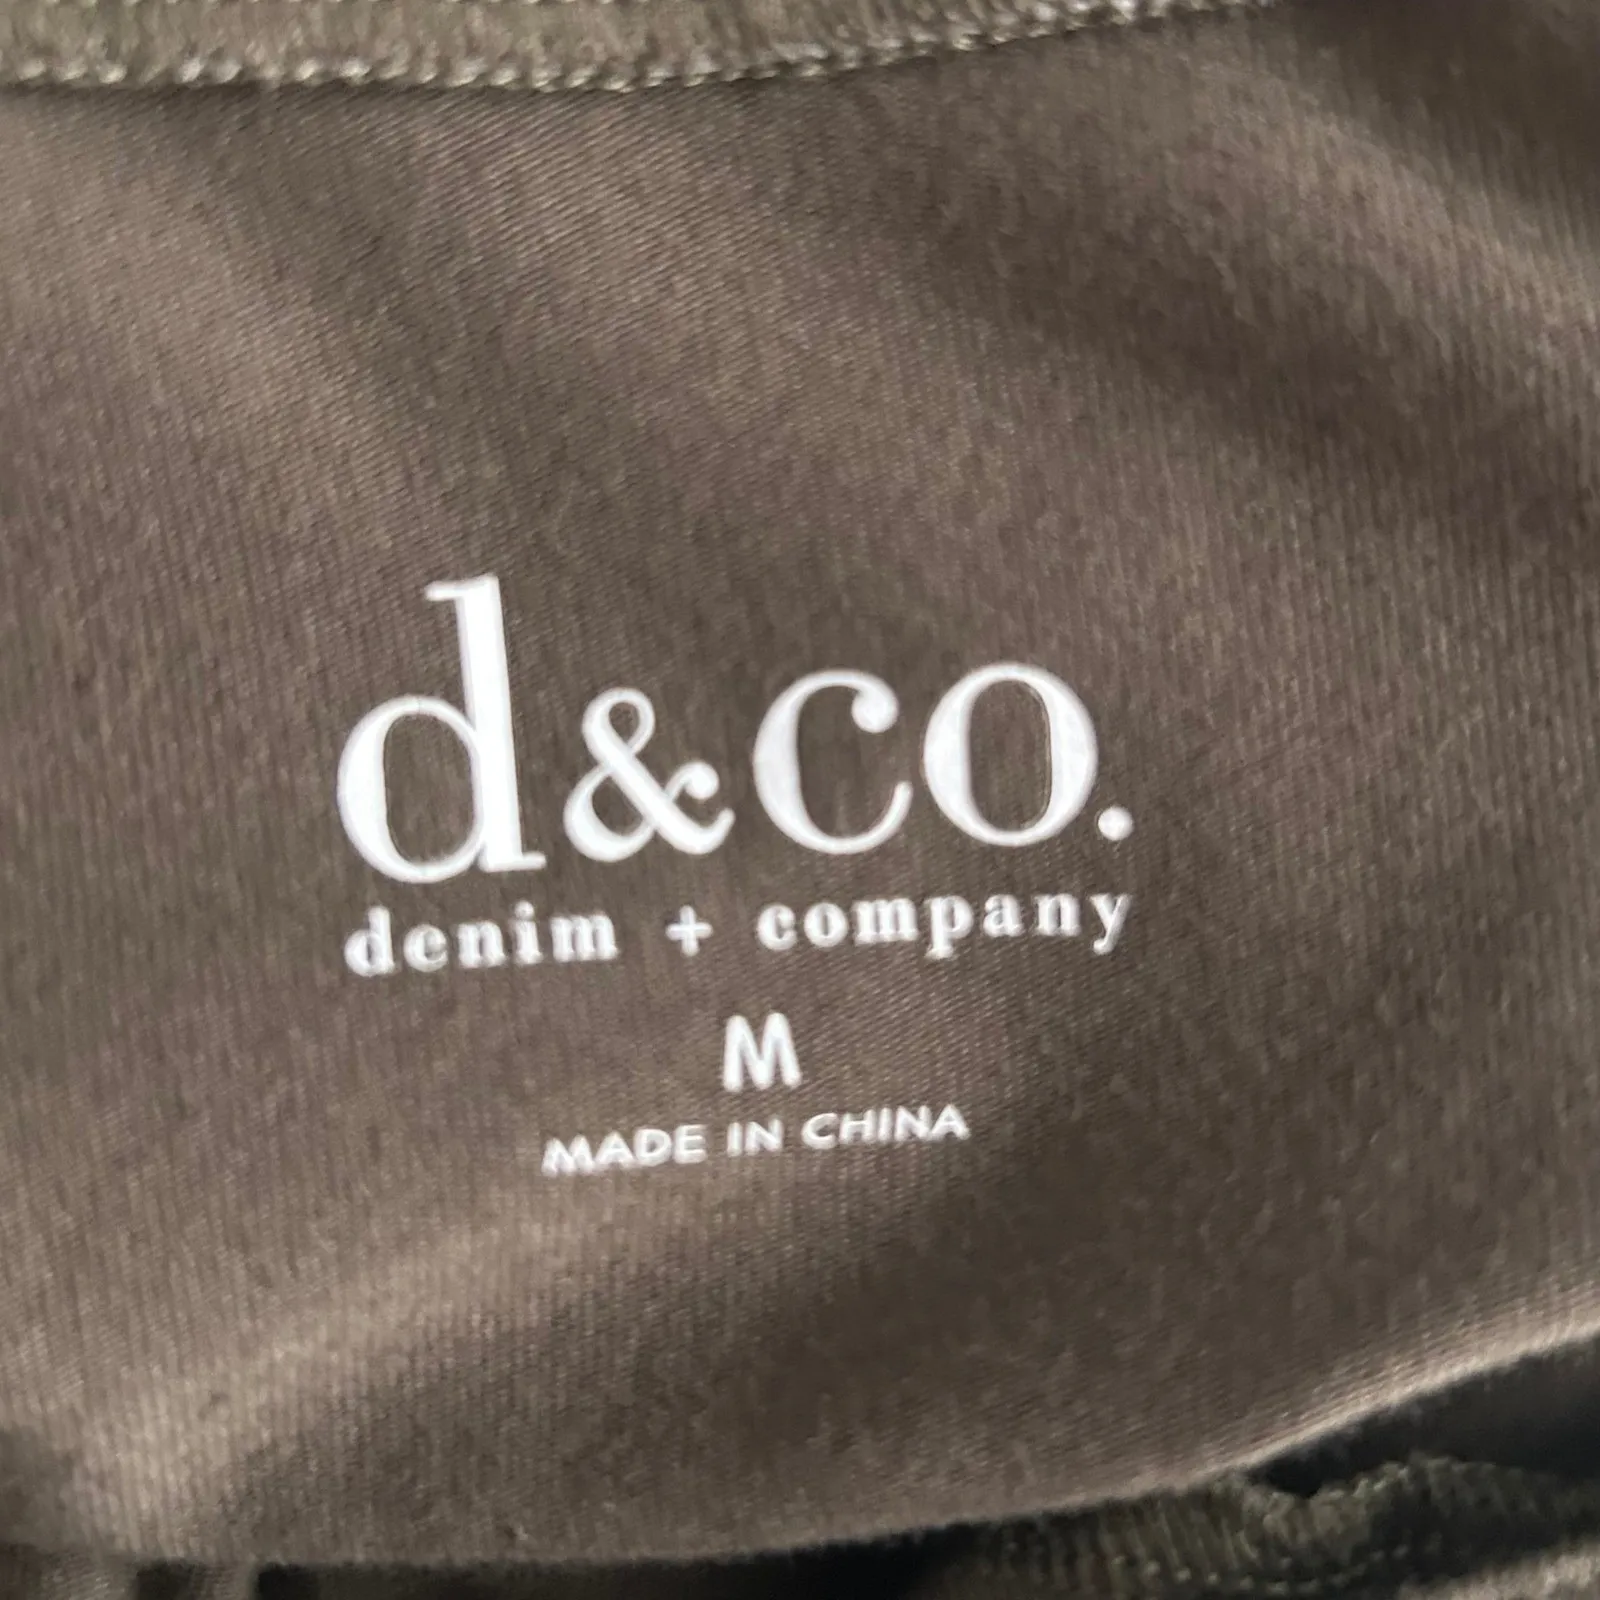 d&co.
denim + company
M
MADE IN CHINA